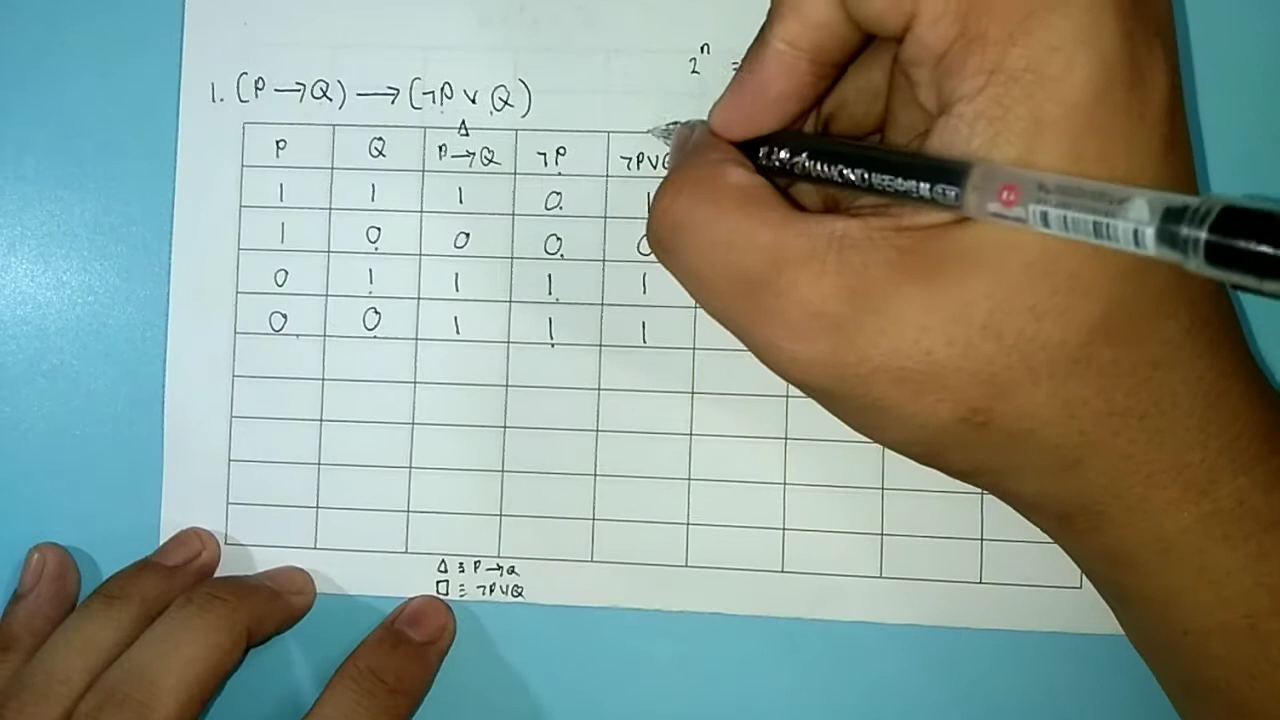 2ⁿ =
1. (P → Q) → (¬P ∨ Q)
Δ
P Q P→Q ¬P ¬P∨Q
1 1 1 0 1
1 0 0 0 0
0 1 1 1 1
0 0 1 1 1
Δ ≡ P→Q
□ ≡ ¬P∨Q